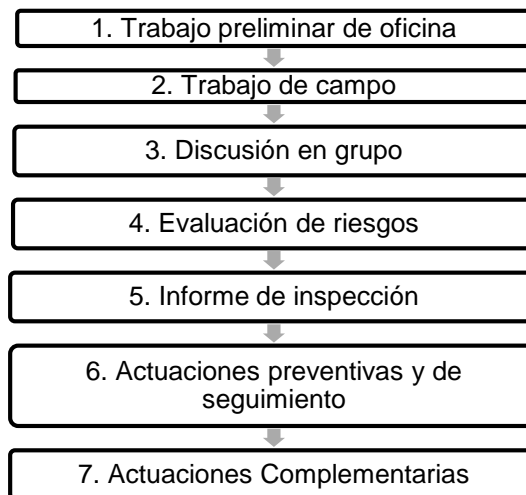 1. Trabajo preliminar de oficina
2. Trabajo de campo
3. Discusión en grupo
4. Evaluación de riesgos
5. Informe de inspección
6. Actuaciones preventivas y de
seguimiento
7. Actuaciones Complementarias